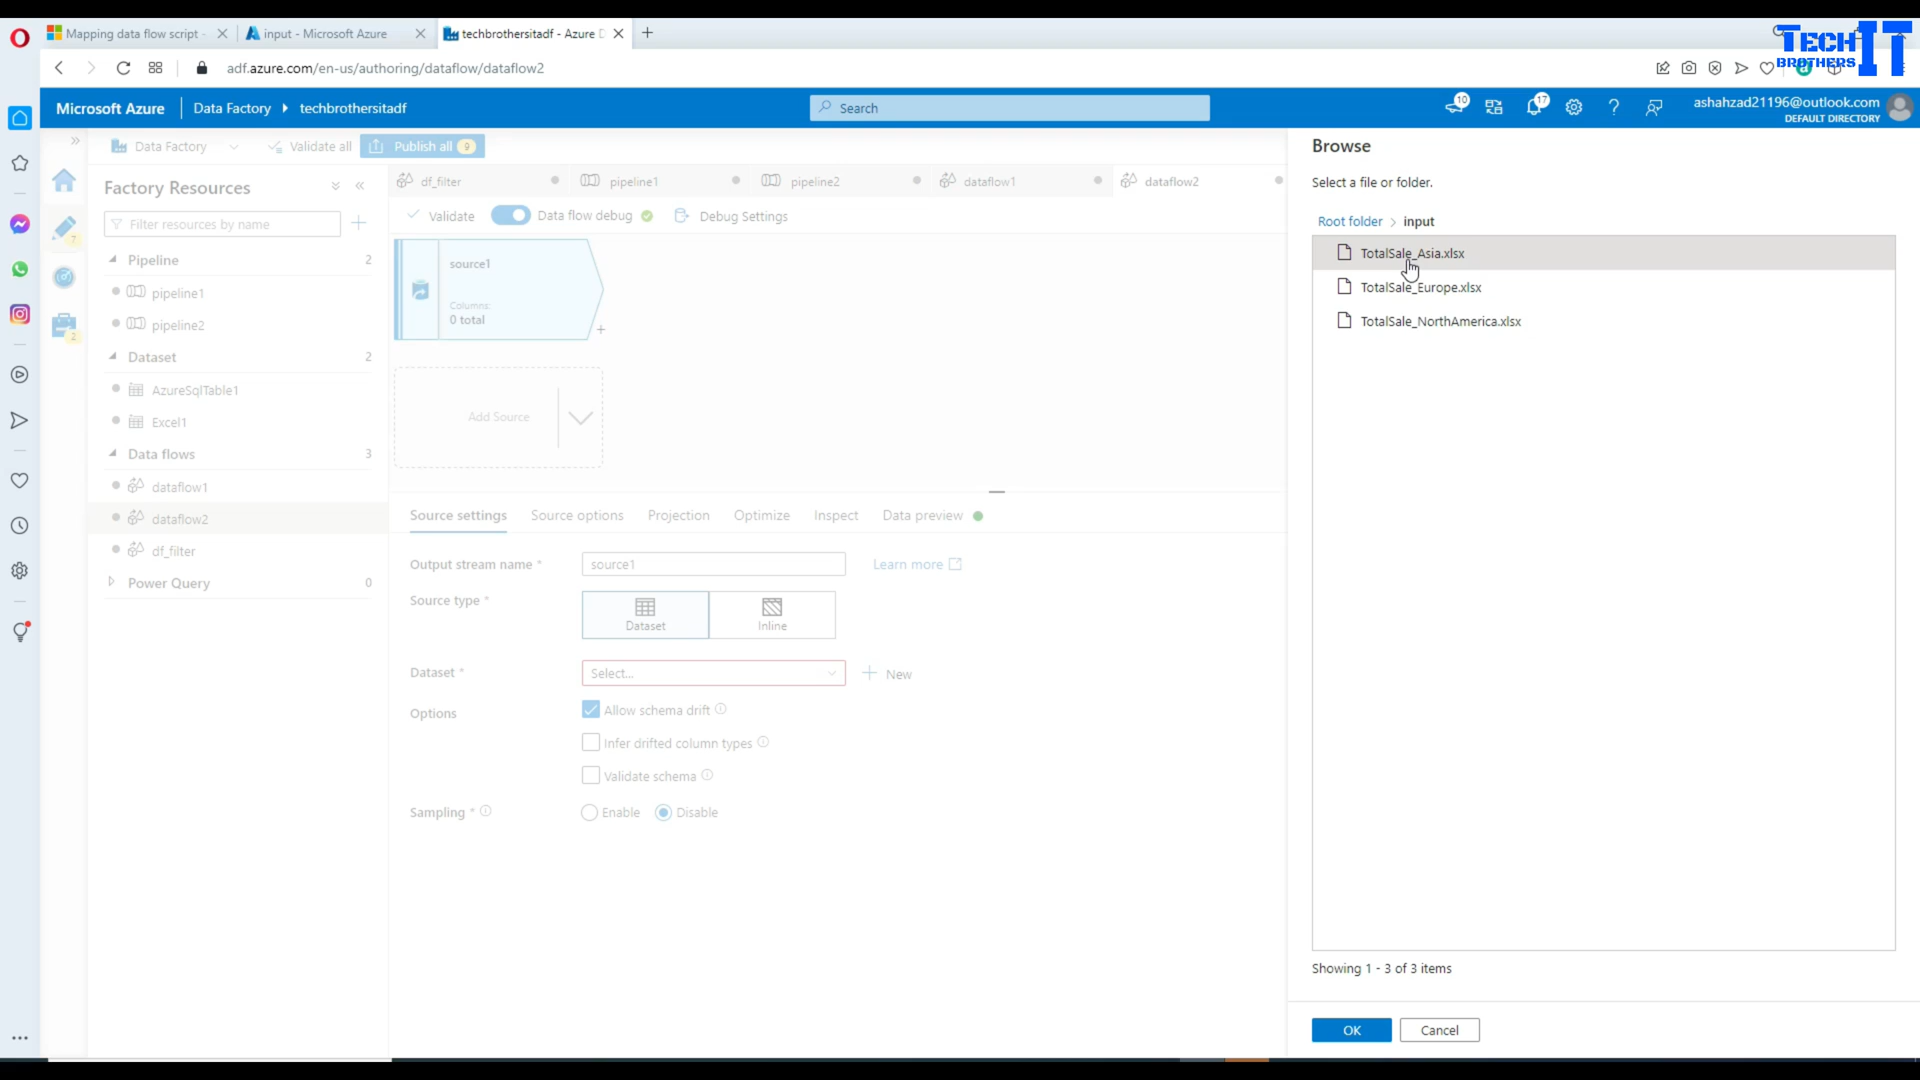 Mapping data flow script -
input - Microsoft Azure
techbrothersitadf - Azure D
TECH IT
BROTHERS
adf.azure.com/en-us/authoring/dataflow/dataflow2
Microsoft Azure
Data Factory
techbrothersitadf
Search
10
17
ashahzad21196@outlook.com
DEFAULT DIRECTORY
Data Factory
Validate all
Publish all 9
Factory Resources
Filter resources by name
Pipeline 2
pipeline1
pipeline2
Dataset 2
AzureSqlTable1
Excel1
Data flows 3
dataflow1
dataflow2
df_filter
Power Query 0
7
2
df_filter
pipeline1
pipeline2
dataflow1
dataflow2
Validate
Data flow debug
Debug Settings
source1
Columns:
0 total
Add Source
Source settings
Source options
Projection
Optimize
Inspect
Data preview
Output stream name *
source1
Learn more
Source type *
Dataset
Inline
Dataset *
Select...
New
Options
Allow schema drift
Infer drifted column types
Validate schema
Sampling *
Enable
Disable
Browse
Select a file or folder.
Root folder > input
TotalSale_Asia.xlsx
TotalSale_Europe.xlsx
TotalSale_NorthAmerica.xlsx
Showing 1 - 3 of 3 items
OK
Cancel